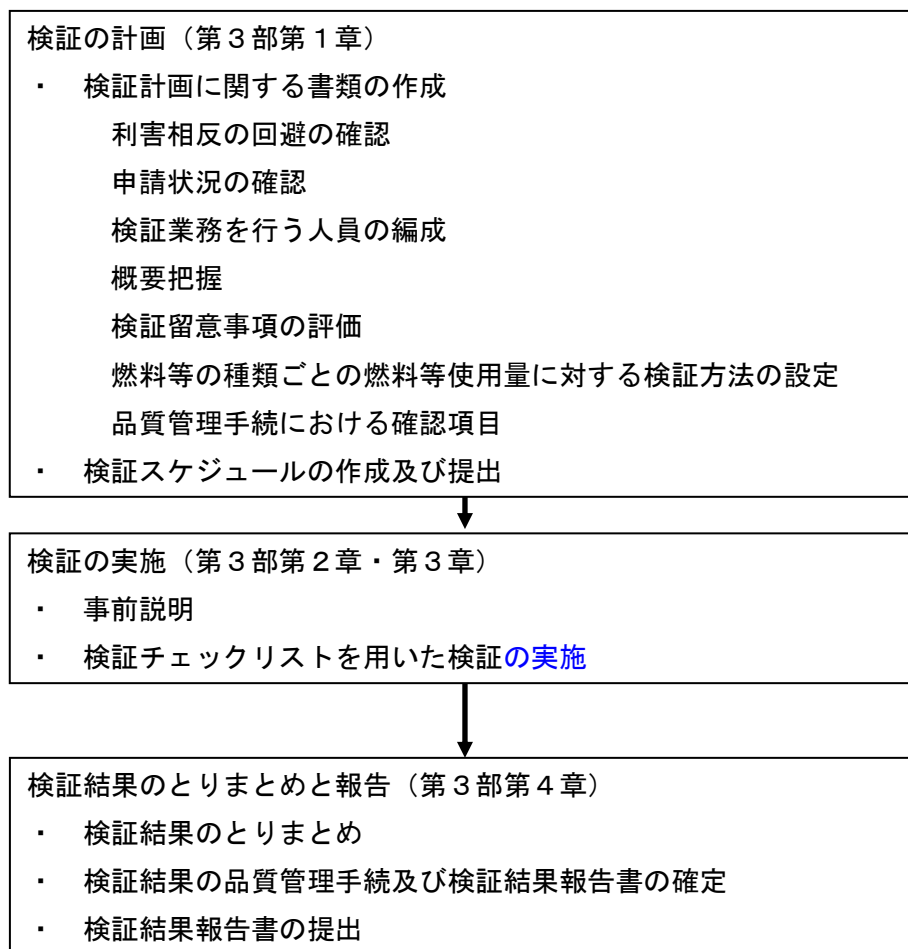 検証の計画（第３部第１章）
・ 検証計画に関する書類の作成
利害相反の回避の確認
申請状況の確認
検証業務を行う人員の編成
概要把握
検証留意事項の評価
燃料等の種類ごとの燃料等使用量に対する検証方法の設定
品質管理手続における確認項目
・ 検証スケジュールの作成及び提出
検証の実施（第３部第２章・第３章）
・ 事前説明
・ 検証チェックリストを用いた検証の実施
検証結果のとりまとめと報告（第３部第４章）
・ 検証結果のとりまとめ
・ 検証結果の品質管理手続及び検証結果報告書の確定
・ 検証結果報告書の提出